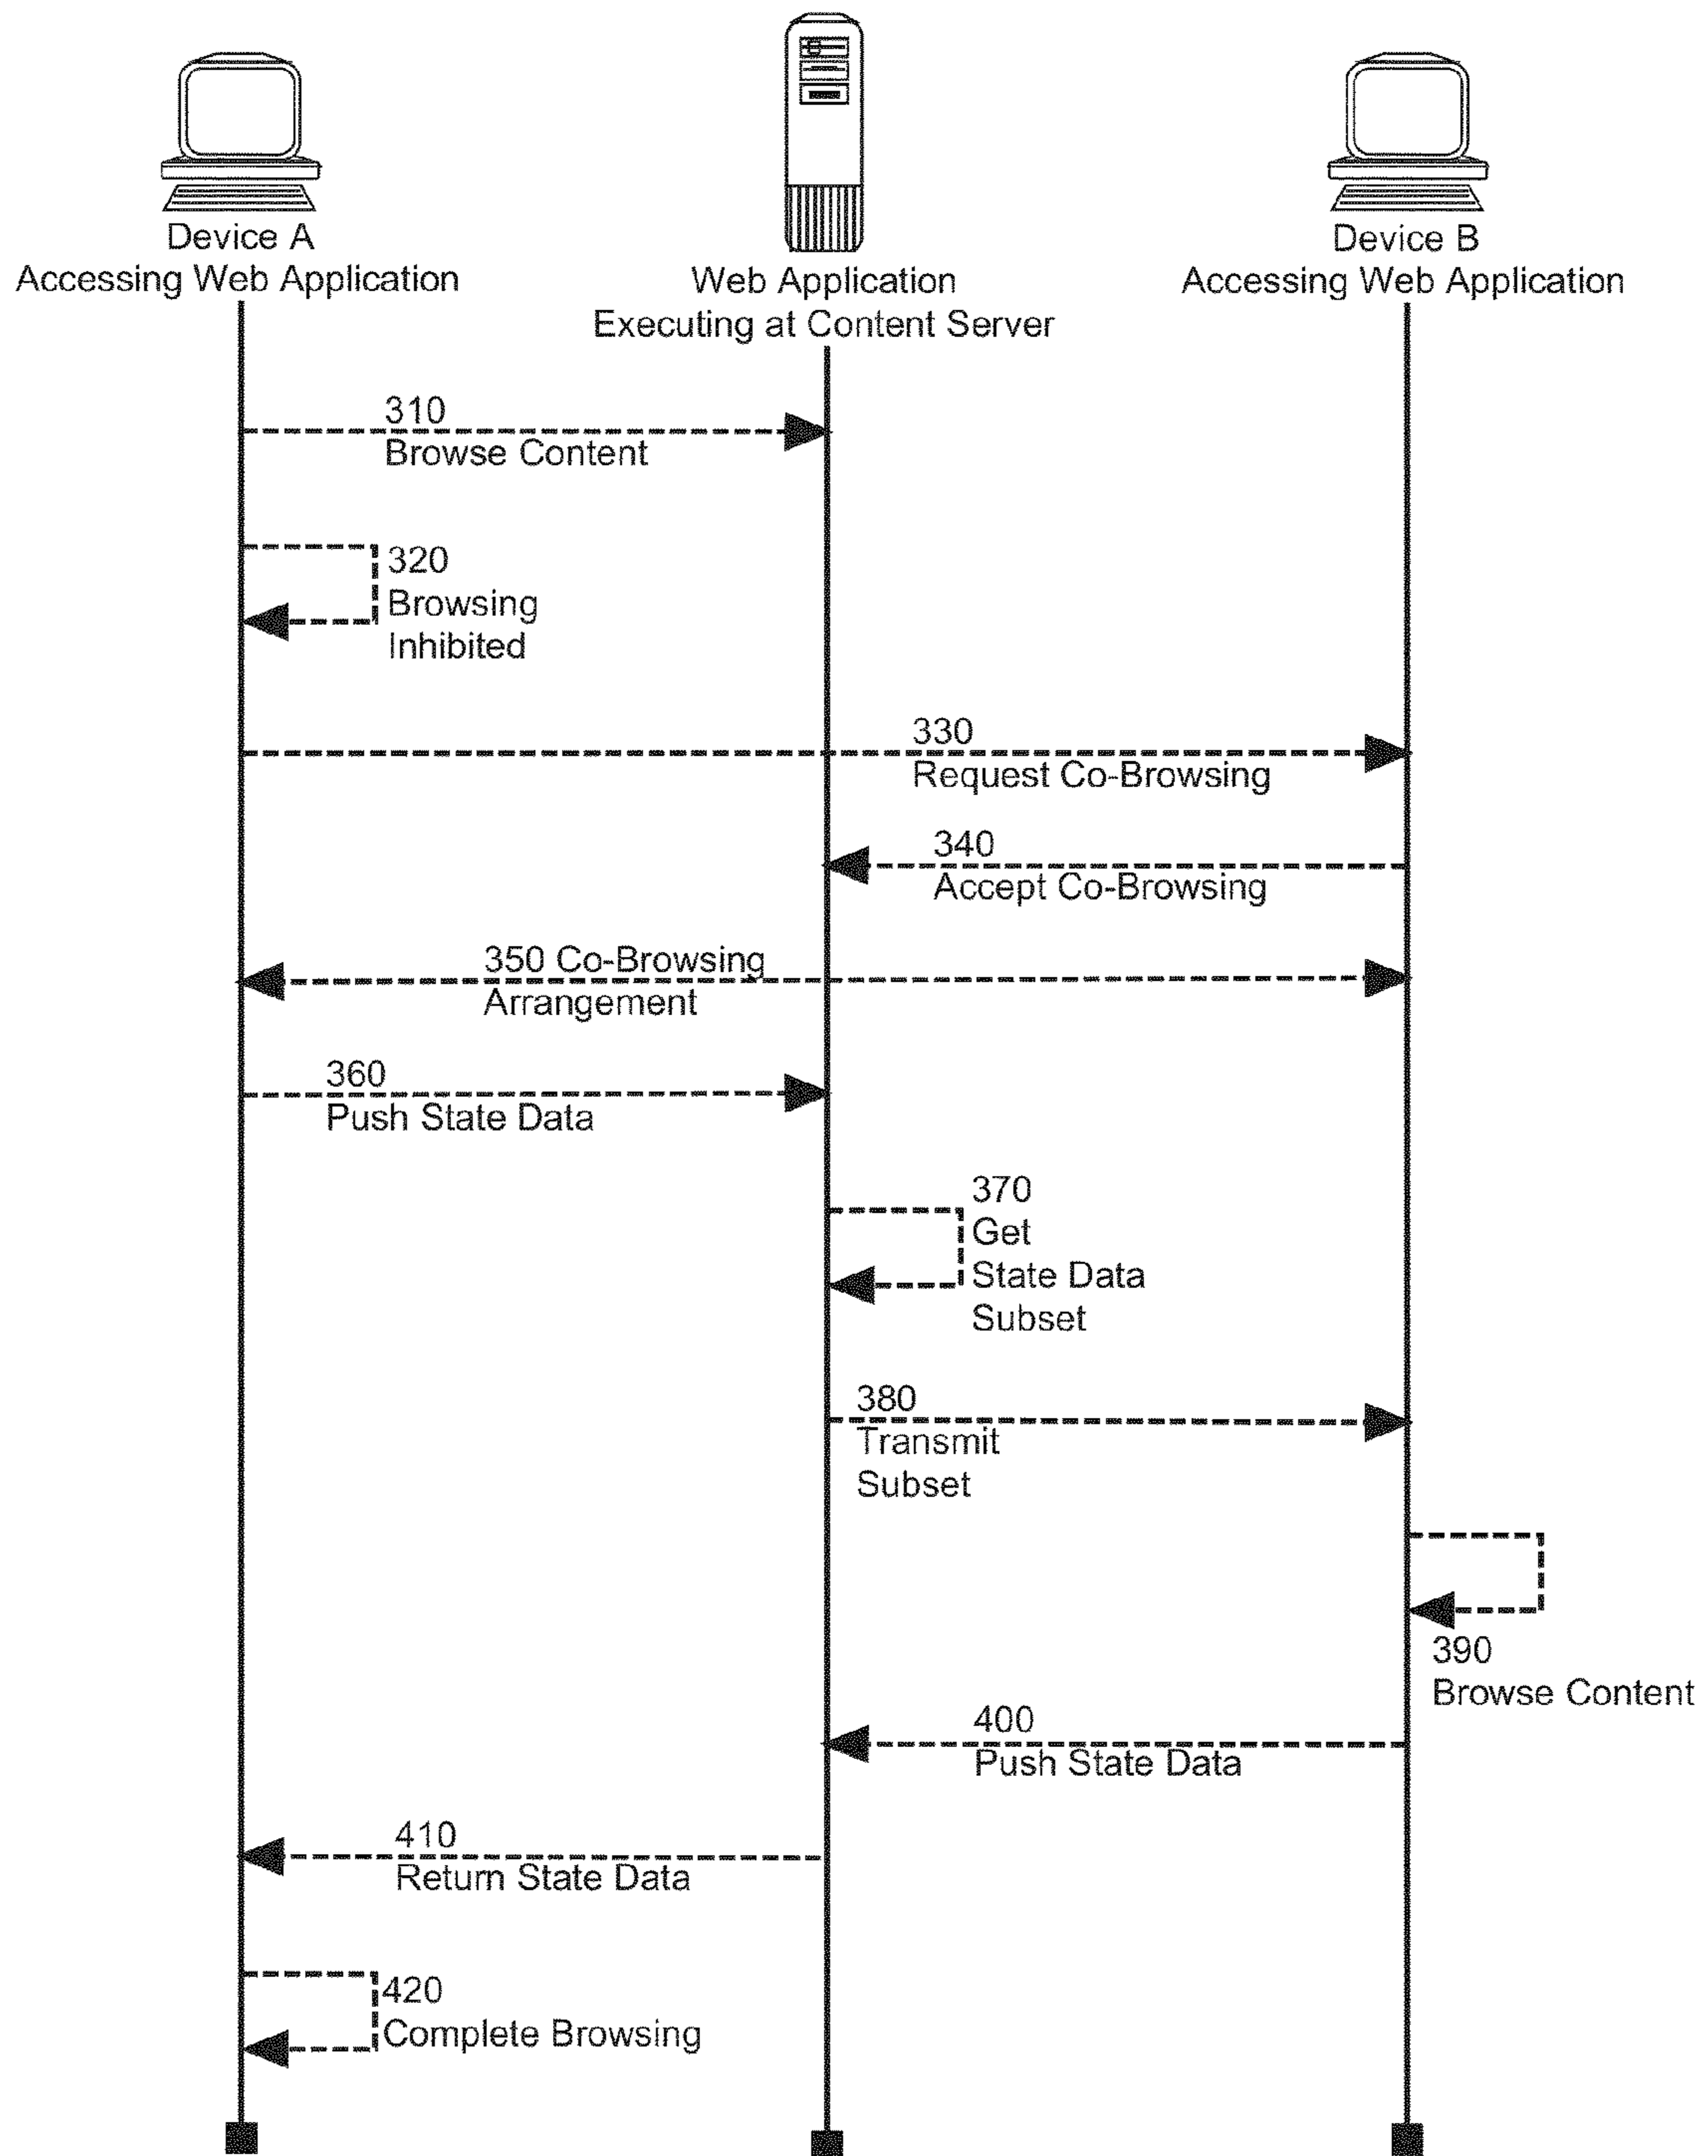 Device A
Accessing Web Application
Web Application
Executing at Content Server
Device B
Accessing Web Application
310
Browse Content
320
Browsing
Inhibited
330
Request Co-Browsing
340
Accept Co-Browsing
350 Co-Browsing
Arrangement
360
Push State Data
370
Get
State Data
Subset
380
Transmit
Subset
390
Browse Content
400
Push State Data
410
Return State Data
420
Complete Browsing